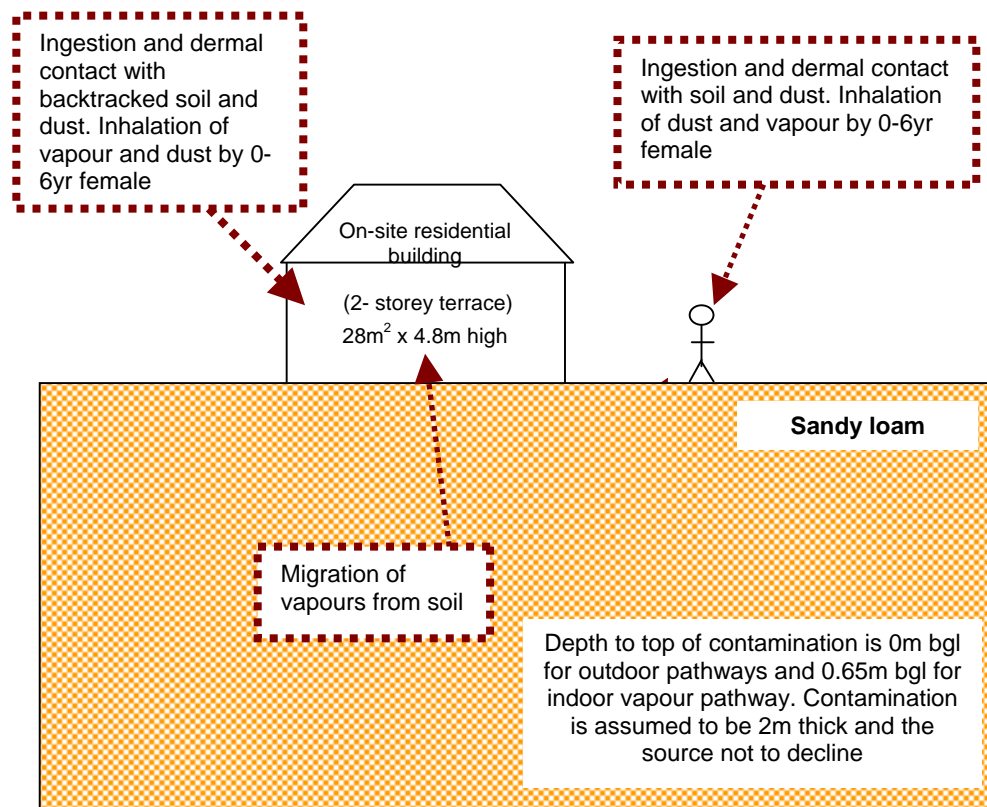 Ingestion and dermal
contact with
backtracked soil and
dust. Inhalation of
vapour and dust by 0-
6yr female
Ingestion and dermal contact
with soil and dust. Inhalation
of dust and vapour by 0-6yr
female
On-site residential
building
(2- storey terrace)
28m² x 4.8m high
Sandy loam
Migration of
vapours from soil
Depth to top of contamination is 0m bgl
for outdoor pathways and 0.65m bgl for
indoor vapour pathway. Contamination
is assumed to be 2m thick and the
source not to decline